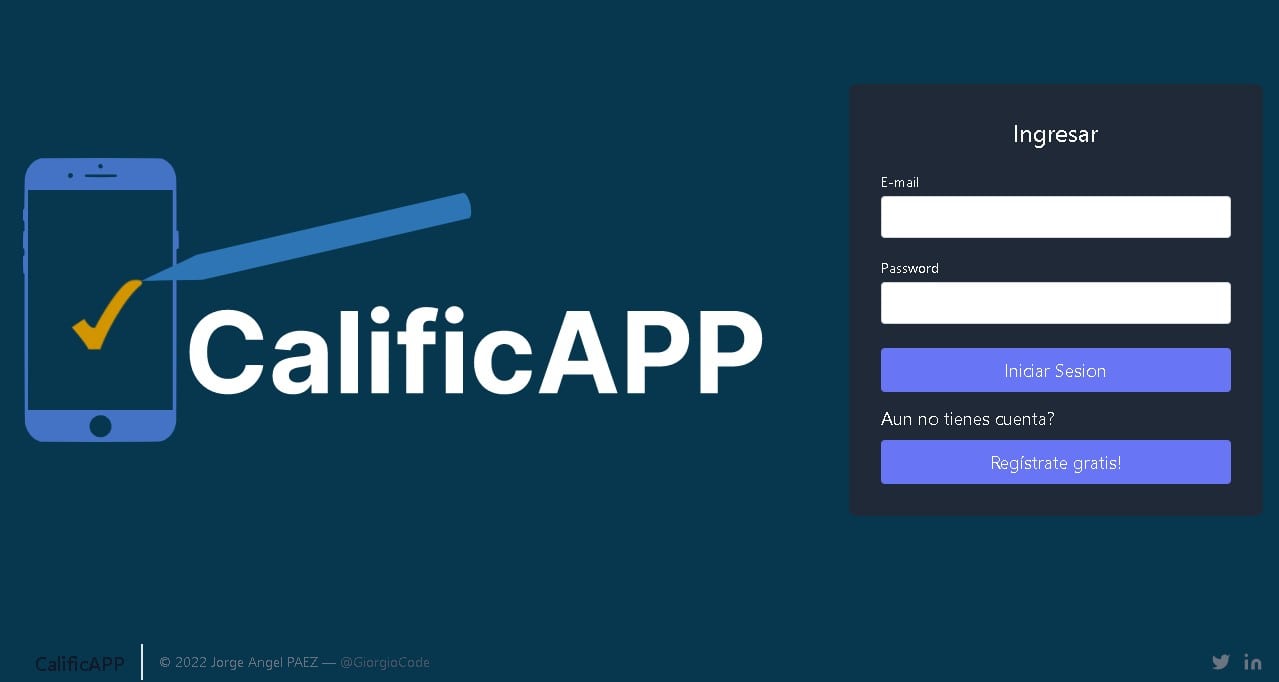 CalificAPP
Ingresar
E-mail
Password
Iniciar Sesion
Aun no tienes cuenta?
Regístrate gratis!
CalificAPP
© 2022 Jorge Angel PAEZ — @GiorgioCode